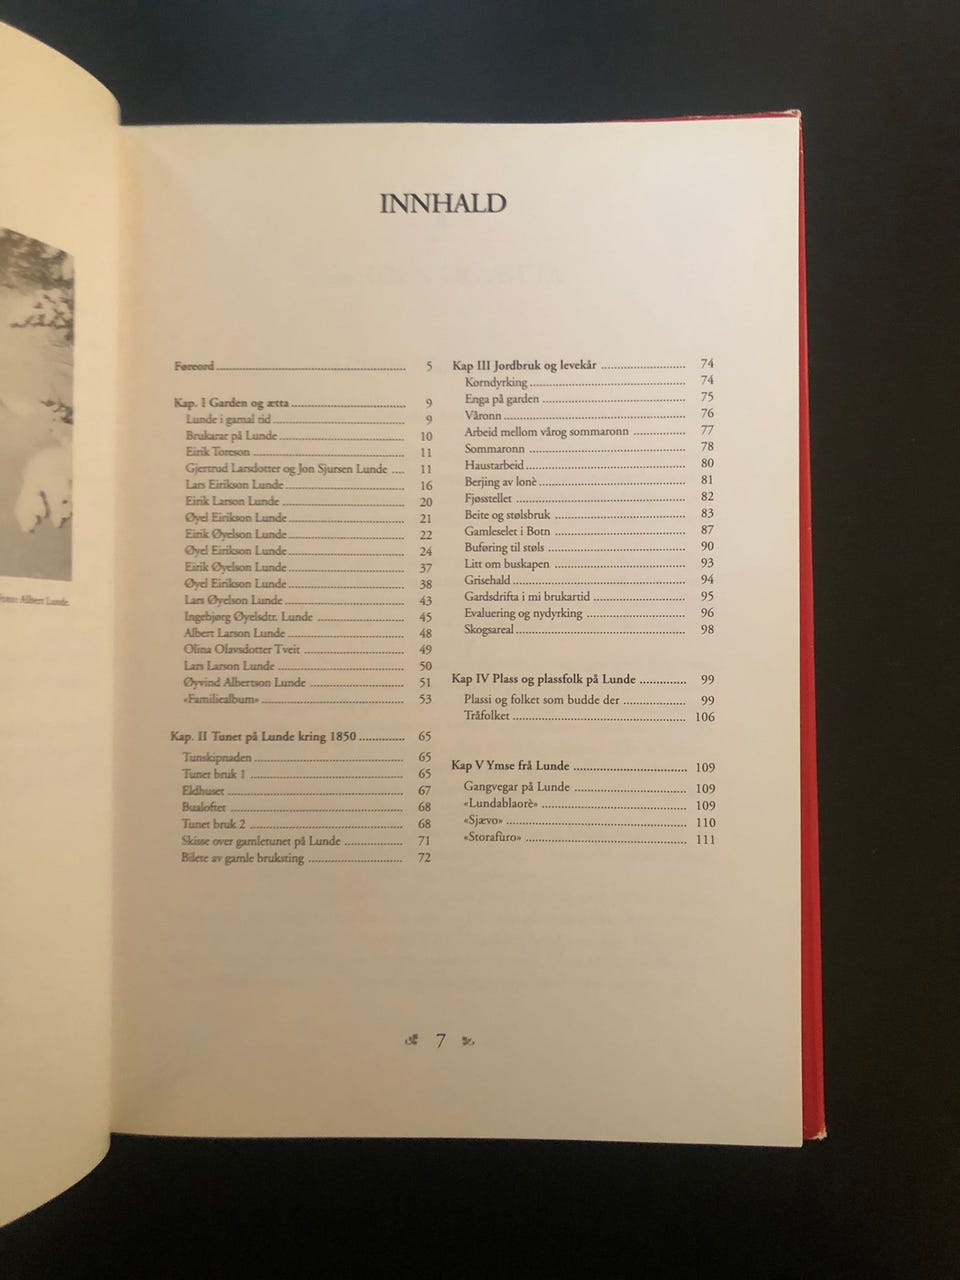 INNHALD
Føreord 5
Kap. I Garden og ætta 9
Lunde i gamal tid 9
Brukarar på Lunde 10
Eirik Toreson 11
Gjertrud Larsdotter og Jon Sjursen Lunde 11
Lars Eirikson Lunde 16
Eirik Larson Lunde 20
Øyel Eirikson Lunde 21
Eirik Øyelson Lunde 22
Øyel Eirikson Lunde 24
Eirik Øyelson Lunde 37
Øyel Eirikson Lunde 38
Lars Øyelson Lunde 43
Ingebjørg Øyelsdtr. Lunde 45
Albert Larson Lunde 48
Olina Olavsdotter Tveit 49
Lars Larson Lunde 50
Øyvind Albertson Lunde 51
«Familiealbum» 53
Kap. II Tunet på Lunde kring 1850 65
Tunskipnaden 65
Tunet bruk 1 65
Eldhuset 67
Bualoftet 68
Tunet bruk 2 68
Skisse over gamletunet på Lunde 71
Bilete av gamle bruksting 72
Kap III Jordbruk og levekår 74
Korndyrking 74
Enga på garden 75
Våronn 76
Arbeid mellom vårog sommaronn 77
Sommaronn 78
Haustarbeid 80
Berjing av lonè 81
Fjøsstellet 82
Beite og stølsbruk 83
Gamleselet i Botn 87
Buføring til støls 90
Litt om buskapen 93
Grisehald 94
Gardsdrifta i mi brukartid 95
Evaluering og nydyrking 96
Skogsareal 98
Kap IV Plass og plassfolk på Lunde 99
Plassi og folket som budde der 99
Tråfolket 106
Kap V Ymse frå Lunde 109
Gangvegar på Lunde 109
«Lundablaorè» 109
«Sjævo» 110
«Storafùro» 111
7
Foto: Albert Lunde